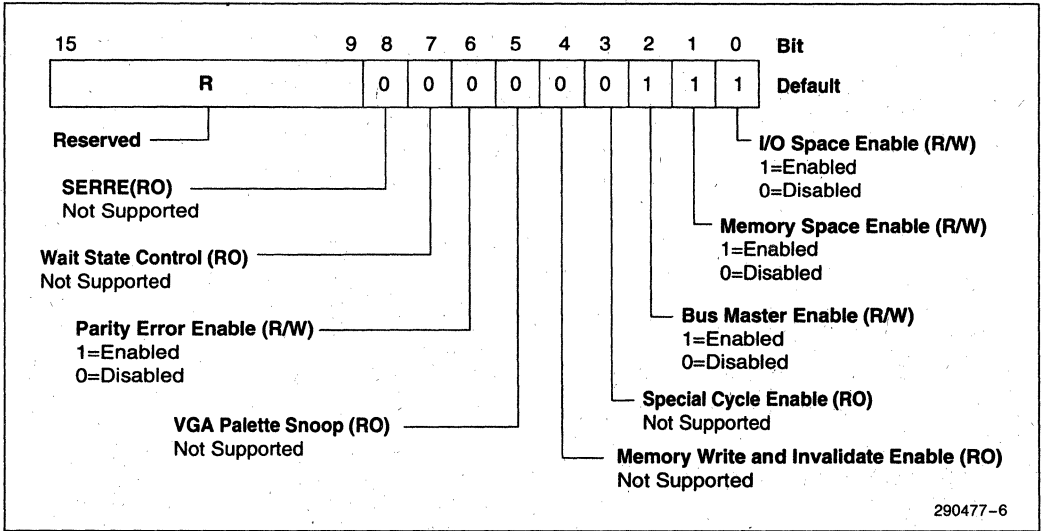 15 9 8 7 6 5 4 3 2 1 0 Bit
R 0 0 0 0 0 0 1 1 1 Default
Reserved
I/O Space Enable (R/W)
1=Enabled
0=Disabled
SERRE(RO)
Not Supported
Memory Space Enable (R/W)
1=Enabled
0=Disabled
Wait State Control (RO)
Not Supported
Bus Master Enable (R/W)
1=Enabled
0=Disabled
Parity Error Enable (R/W)
1=Enabled
0=Disabled
Special Cycle Enable (RO)
Not Supported
VGA Palette Snoop (RO)
Not Supported
Memory Write and Invalidate Enable (RO)
Not Supported
290477-6